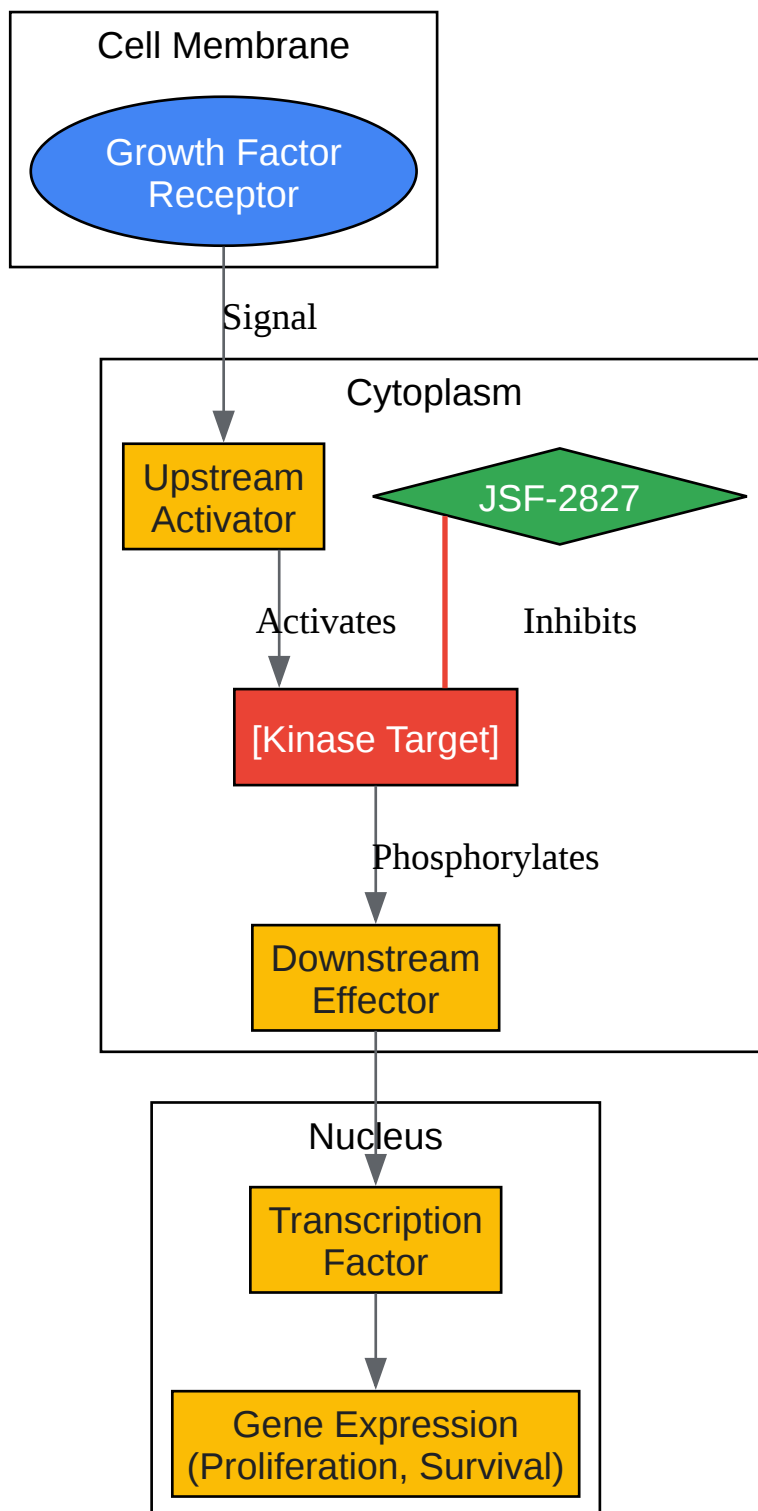 Cell Membrane
Growth Factor
Receptor
Signal
Cytoplasm
Upstream
Activator
JSF-2827
Activates
Inhibits
[Kinase Target]
Phosphorylates
Downstream
Effector
Nucleus
Transcription
Factor
Gene Expression
(Proliferation, Survival)